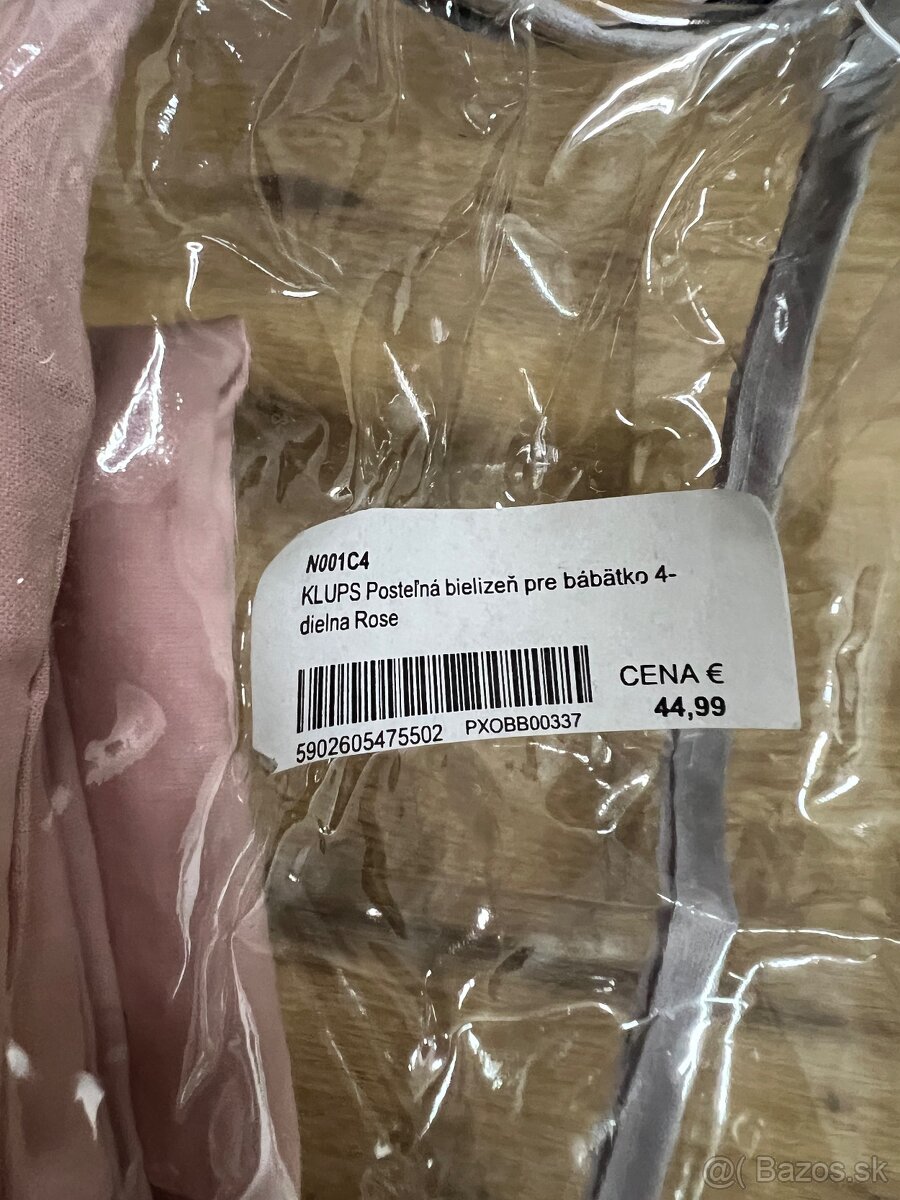 N001C4
KLUPS Posteľná bielizeň pre bábätko 4-
dielna Rose
CENA €
44,99
5902605475502 PXOBB00337
@( Bazos.sk